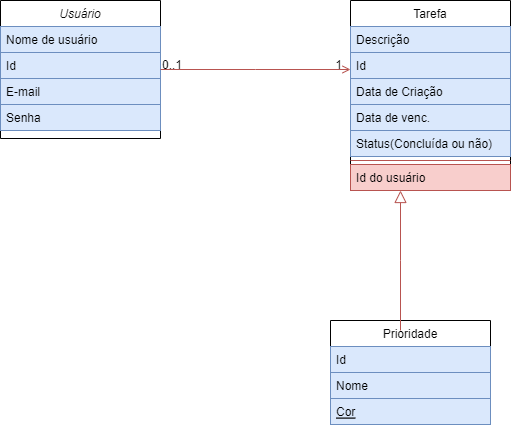 Usuário
Nome de usuário
Id
E-mail
Senha
0..1
1
Tarefa
Descrição
Id
Data de Criação
Data de venc.
Status(Concluída ou não)
Id do usuário
Prioridade
Id
Nome
Cor